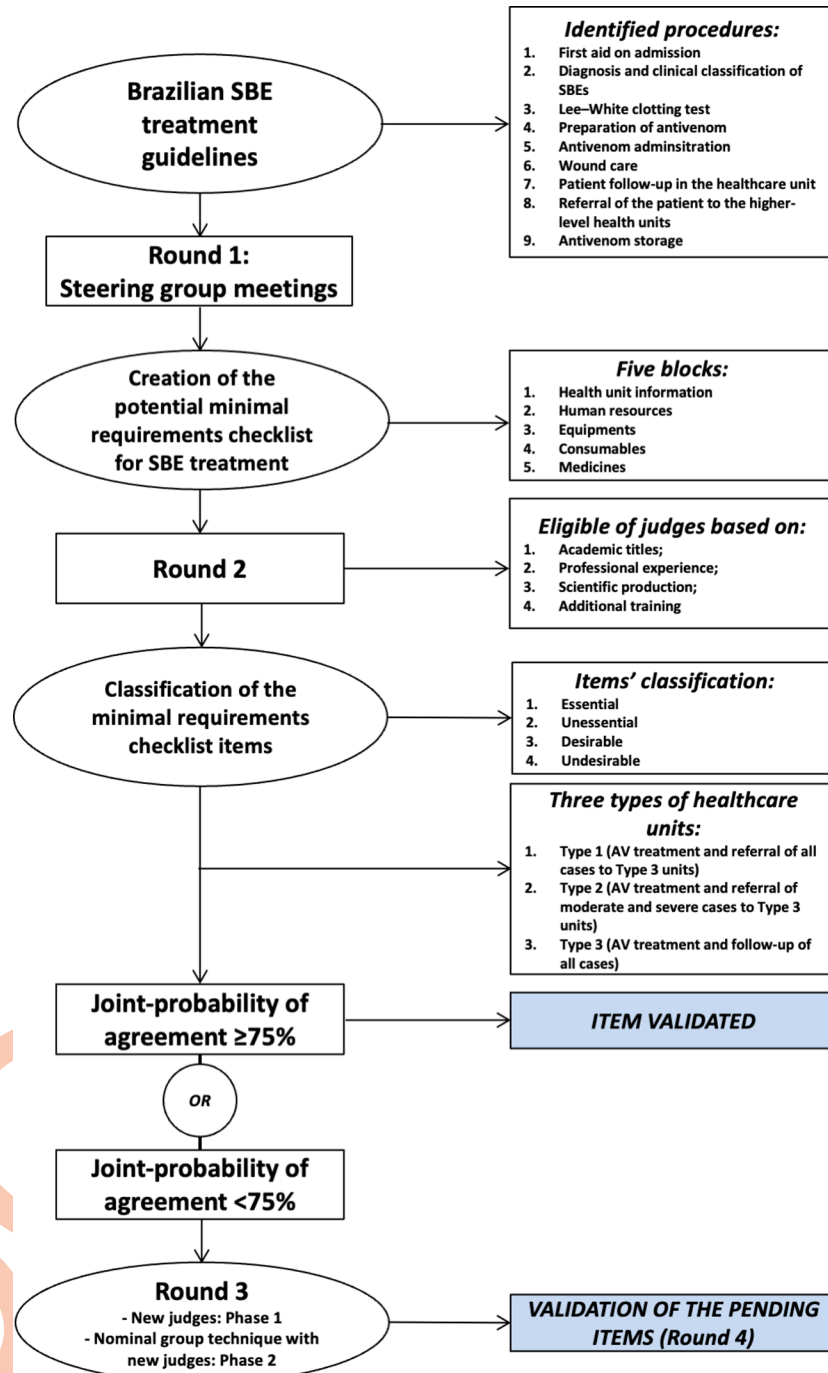 Brazilian SBE
treatment
guidelines
Identified procedures:
1. First aid on admission
2. Diagnosis and clinical classification of
SBEs
3. Lee–White clotting test
4. Preparation of antivenom
5. Antivenom adminsitration
6. Wound care
7. Patient follow-up in the healthcare unit
8. Referral of the patient to the higher-
level health units
9. Antivenom storage
Round 1:
Steering group meetings
Creation of the
potential minimal
requirements checklist
for SBE treatment
Five blocks:
1. Health unit information
2. Human resources
3. Equipments
4. Consumables
5. Medicines
Round 2
Eligible of judges based on:
1. Academic titles;
2. Professional experience;
3. Scientific production;
4. Additional training
Classification of the
minimal requirements
checklist items
Items’ classification:
1. Essential
2. Unessential
3. Desirable
4. Undesirable
Three types of healthcare
units:
1. Type 1 (AV treatment and referral of all
cases to Type 3 units)
2. Type 2 (AV treatment and referral of
moderate and severe cases to Type 3
units)
3. Type 3 (AV treatment and follow-up of
all cases)
Joint-probability of
agreement ≥75%
ITEM VALIDATED
OR
Joint-probability of
agreement <75%
Round 3
- New judges: Phase 1
- Nominal group technique with
new judges: Phase 2
VALIDATION OF THE PENDING
ITEMS (Round 4)